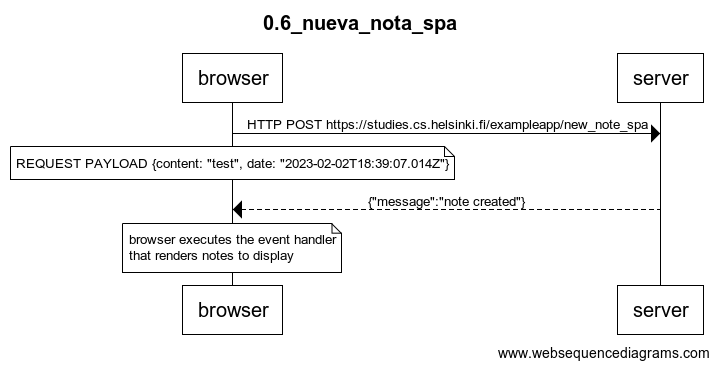 0.6_nueva_nota_spa
browser
server
HTTP POST https://studies.cs.helsinki.fi/exampleapp/new_note_spa
REQUEST PAYLOAD {content: "test", date: "2023-02-02T18:39:07.014Z"}
{"message":"note created"}
browser executes the event handler
that renders notes to display
browser
server
www.websequencediagrams.com